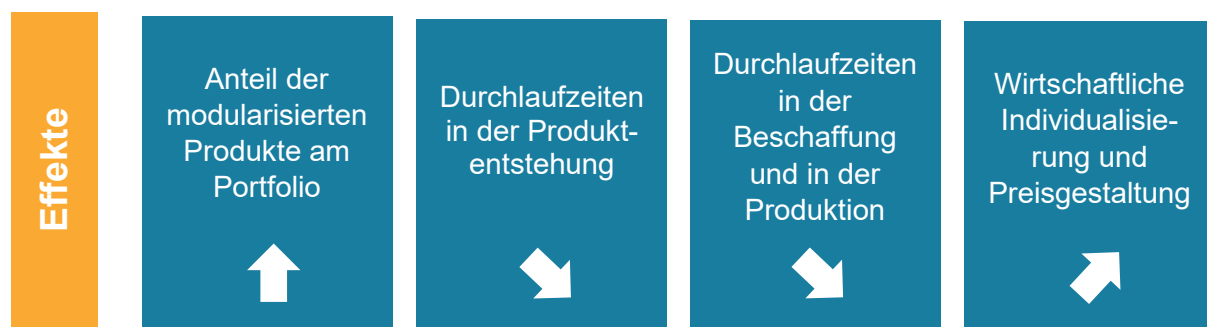 Effekte
Anteil der
modularisierten
Produkte am
Portfolio
Durchlaufzeiten
in der Produkt-
entstehung
Durchlaufzeiten
in der
Beschaffung
und in der
Produktion
Wirtschaftliche
Individualisie-
rung und
Preisgestaltung